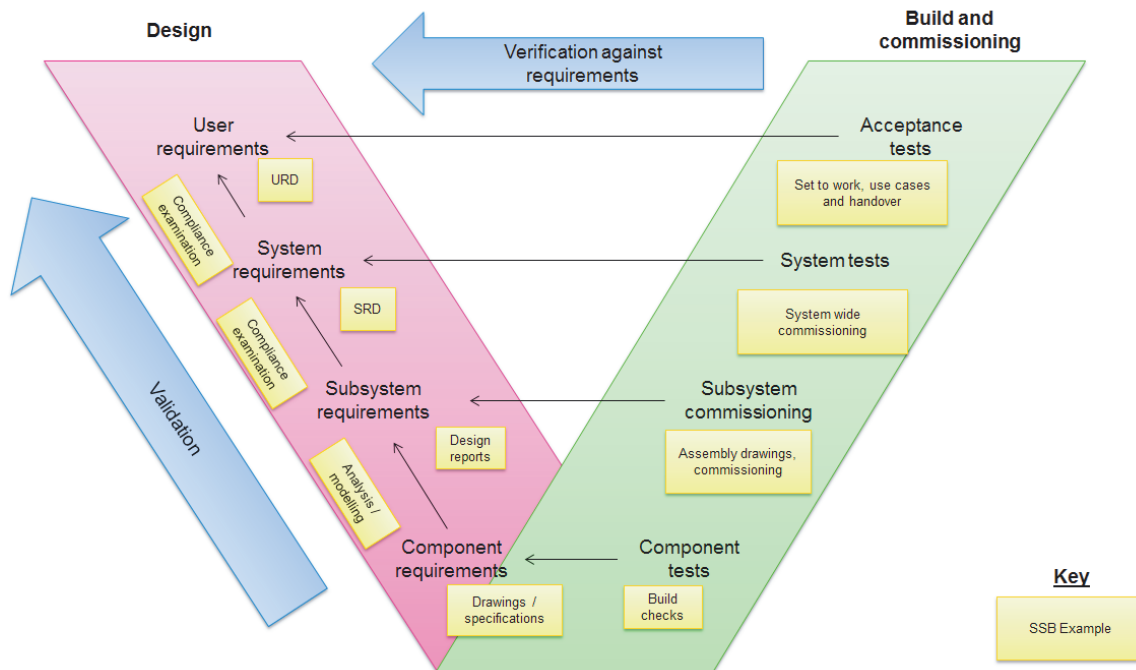 Design
Build and
commissioning
Verification against
requirements
User
requirements
Acceptance
tests
URD
Set to work, use cases
and handover
Compliance
examination
System
requirements
System tests
SRD
System wide
commissioning
Compliance
examination
Validation
Subsystem
requirements
Subsystem
commissioning
Design
reports
Assembly drawings,
commissioning
Analysis /
modelling
Component
requirements
Component
tests
Drawings /
specifications
Build
checks
Key
SSB Example